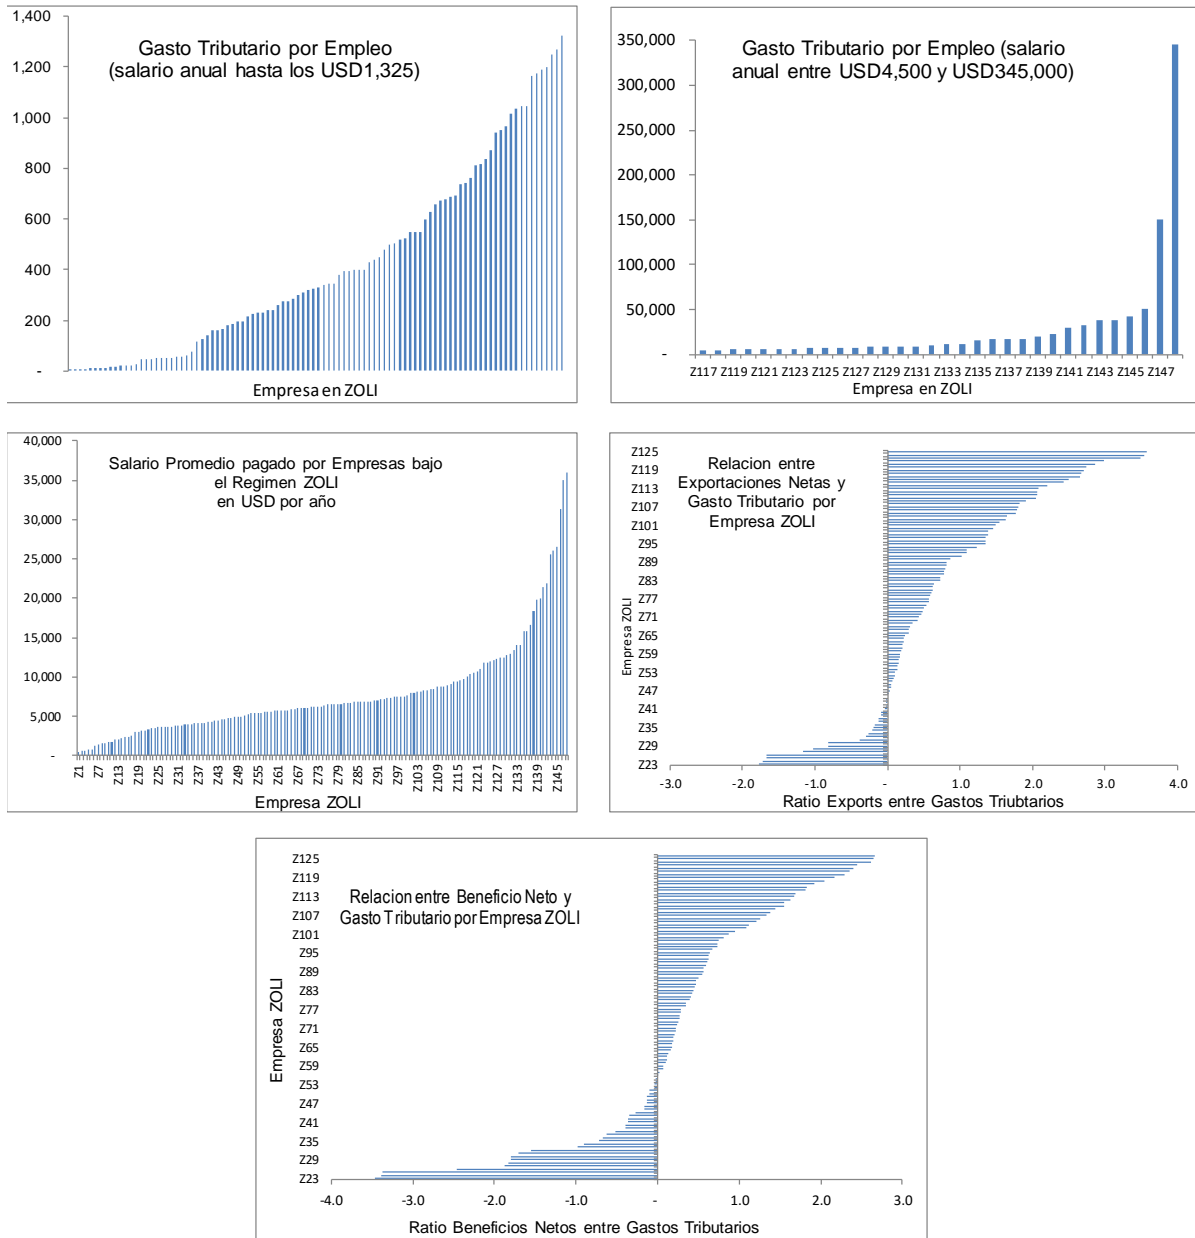 1,400
1,200
1,000
800
600
400
200
-
Gasto Tributario por Empleo
(salario anual hasta los USD1,325)
Empresa en ZOLI
350,000
300,000
250,000
200,000
150,000
100,000
50,000
-
Gasto Tributario por Empleo (salario
anual entre USD4,500 y USD345,000)
Z117 Z119 Z121 Z123 Z125 Z127 Z129 Z131 Z133 Z135 Z137 Z139 Z141 Z143 Z145 Z147
Empresa en ZOLI
40,000
35,000
30,000
25,000
20,000
15,000
10,000
5,000
-
Salario Promedio pagado por Empresas bajo
el Regimen ZOLI
en USD por año
Z1 Z7 Z13 Z19 Z25 Z31 Z37 Z43 Z49 Z55 Z61 Z67 Z73 Z79 Z85 Z91 Z97 Z103 Z109 Z115 Z121 Z127 Z133 Z139 Z145
Empresa ZOLI
Relacion entre
Exportaciones Netas y
Gasto Tributario por
Empresa ZOLI
Empresa ZOLI
Z125
Z119
Z113
Z107
Z101
Z95
Z89
Z83
Z77
Z71
Z65
Z59
Z53
Z47
Z41
Z35
Z29
Z23
-3.0 -2.0 -1.0 - 1.0 2.0 3.0 4.0
Ratio Exports entre Gastos Triubtarios
Relacion entre Beneficio Neto y
Gasto Tributario por Empresa ZOLI
Empresa ZOLI
Z125
Z119
Z113
Z107
Z101
Z95
Z89
Z83
Z77
Z71
Z65
Z59
Z53
Z47
Z41
Z35
Z29
Z23
-4.0 -3.0 -2.0 -1.0 - 1.0 2.0 3.0
Ratio Beneficios Netos entre Gastos Tributarios